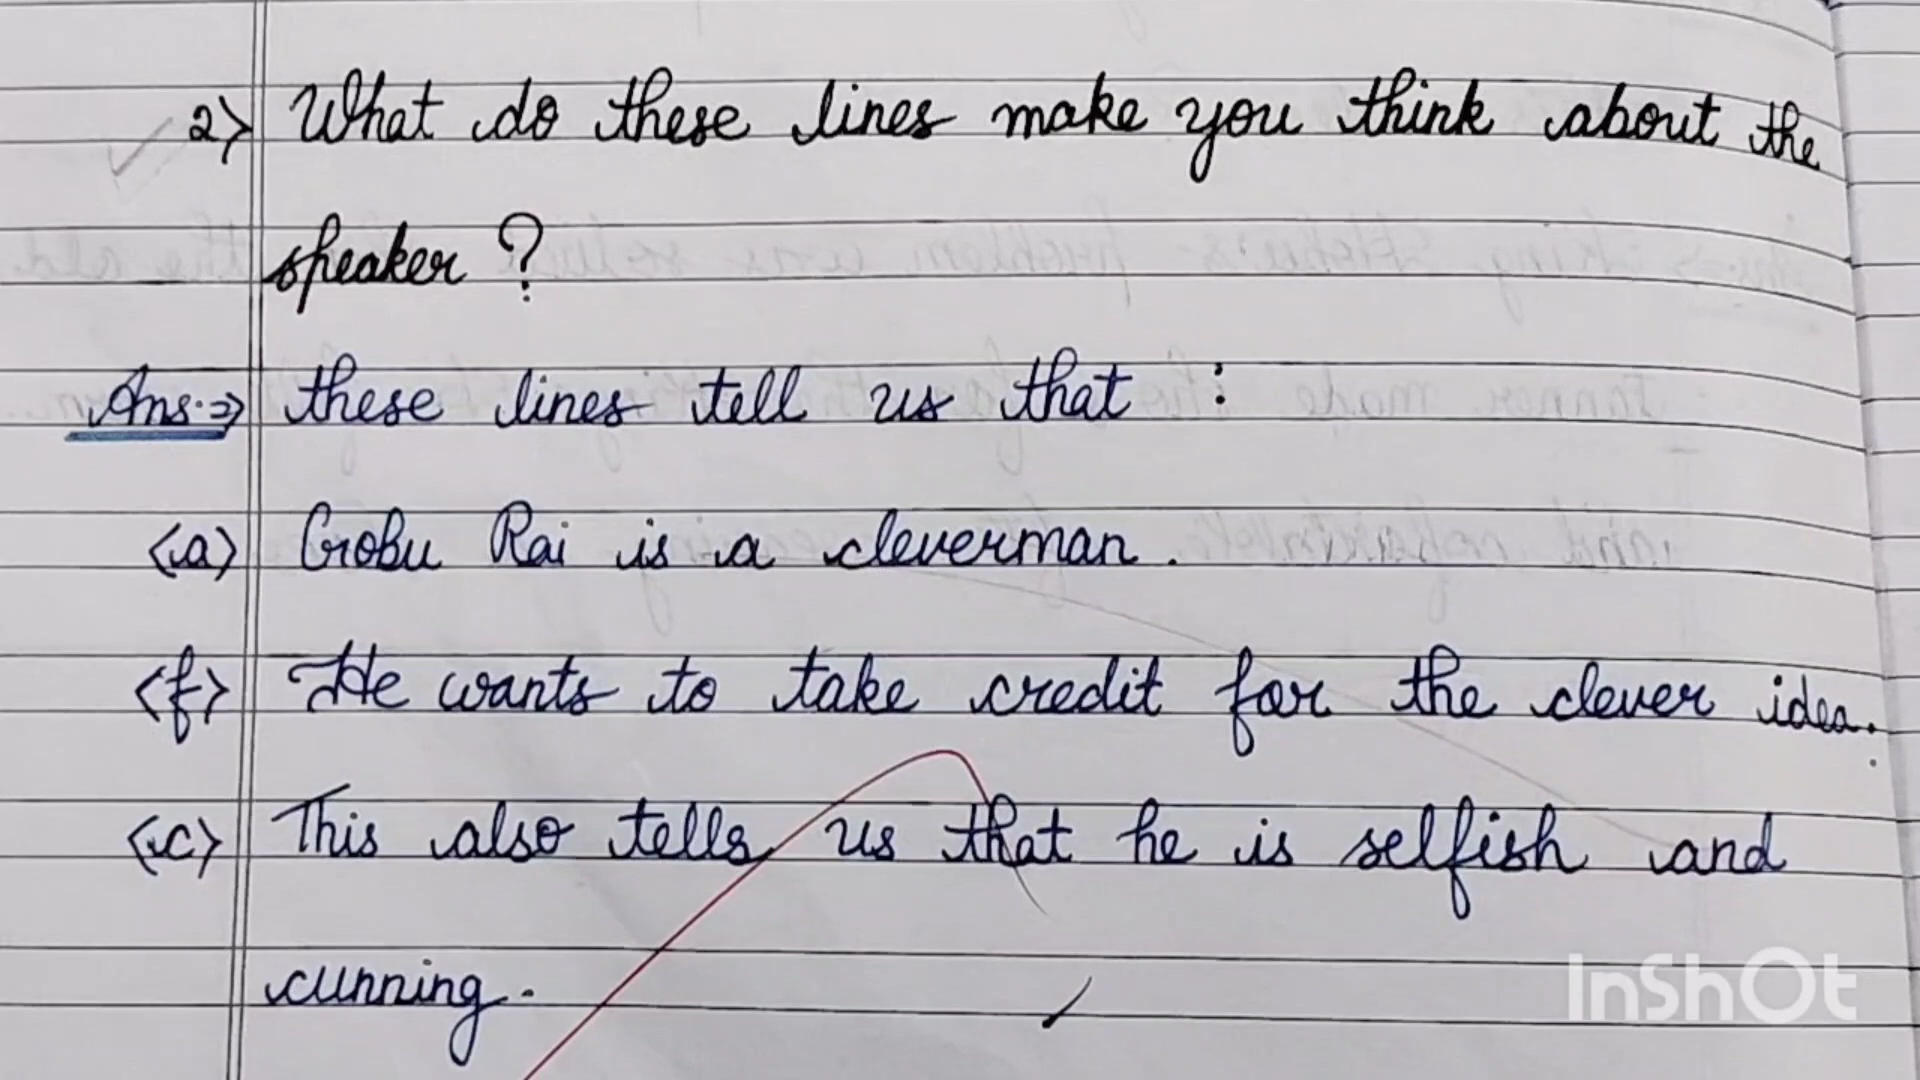 2) What do these lines make you think about the
speaker ?
Ans.⇒ these lines tell us that :
(a) Gobu Rai is a cleverman.
(f) He wants to take credit for the clever idea.
(c) This also tells us that he is selfish and
cunning.
InShOt